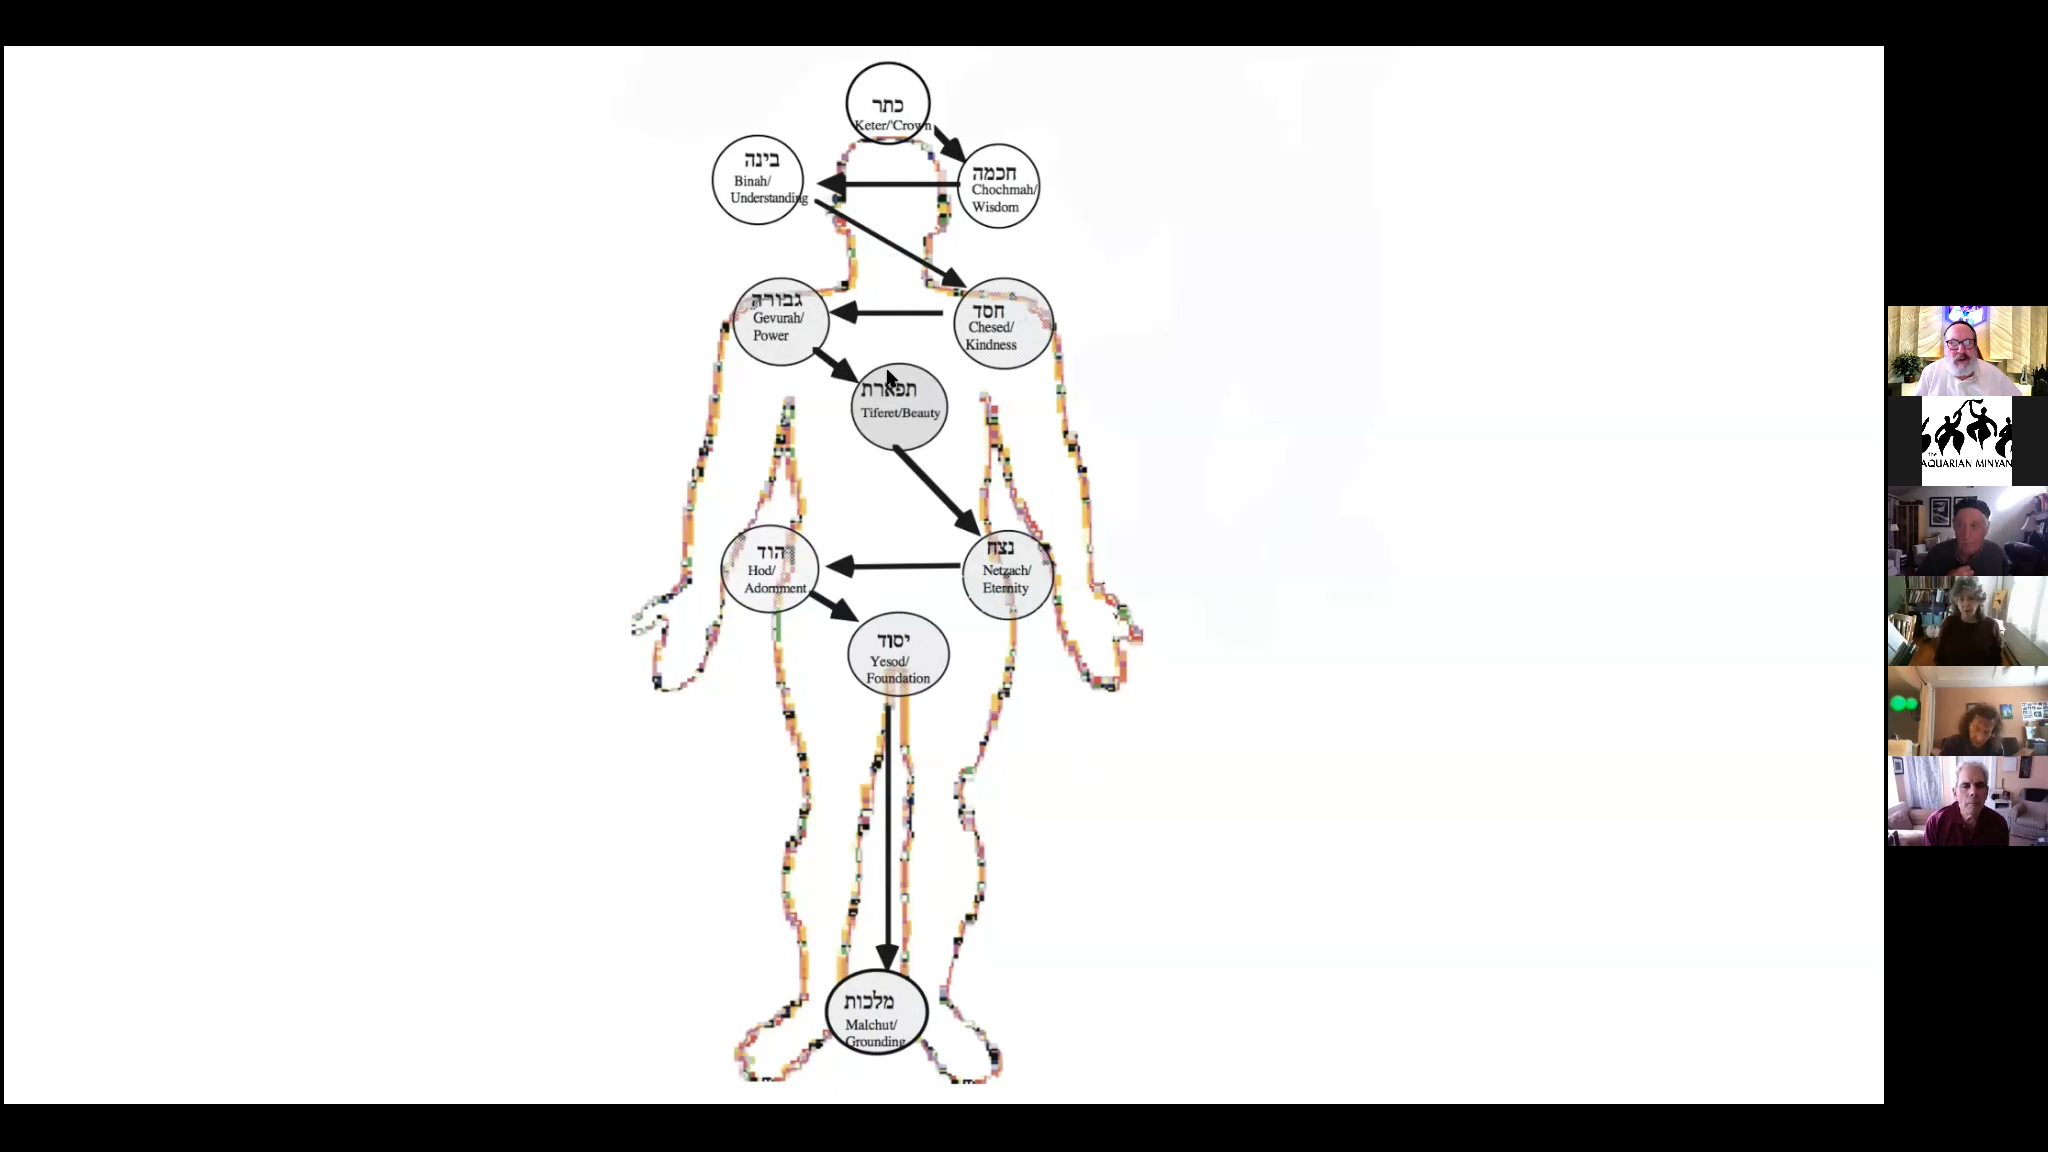 כתר
Keter/'Crown
בינה
Binah/
Understanding
חכמה
Chochmah/
Wisdom
גבורה
Gevurah/
Power
חסד
Chesed/
Kindness
תפארת
Tiferet/Beauty
הוד
Hod/
Adornment
נצח
Netzach/
Eternity
יסוד
Yesod/
Foundation
מלכות
Malchut/
Grounding
the
AQUARIAN MINYAN